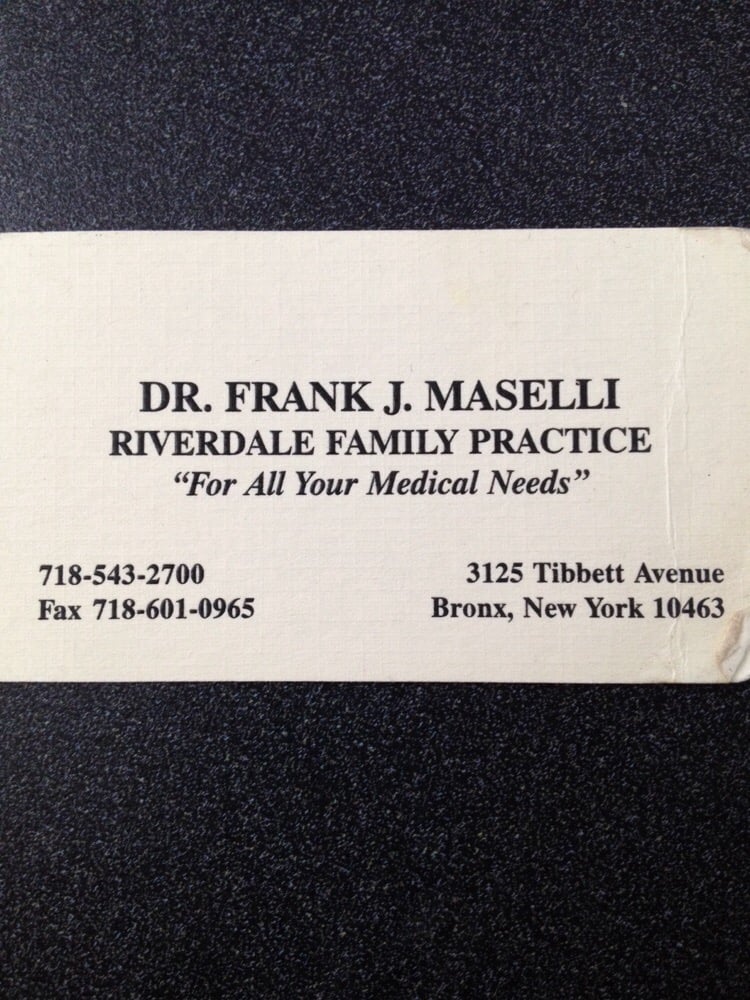 DR. FRANK J. MASELLI
RIVERDALE FAMILY PRACTICE
“For All Your Medical Needs”
718-543-2700
Fax 718-601-0965
3125 Tibbett Avenue
Bronx, New York 10463